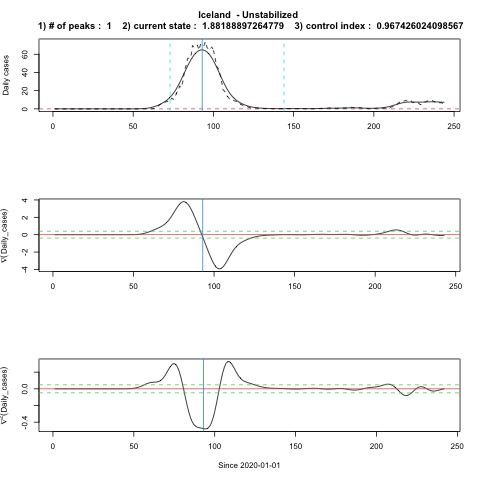 Iceland - Unstabilized
1) # of peaks : 1 2) current state : 1.88188897264779 3) control index : 0.967426024098567
Daily cases
0 20 40 60
0 50 100 150 200 250
∇(Daily_cases)
-4 -2 0 2 4
0 50 100 150 200
∇²(Daily_cases)
-0.4 0.0
0 50 100 150 200 250
Since 2020-01-01